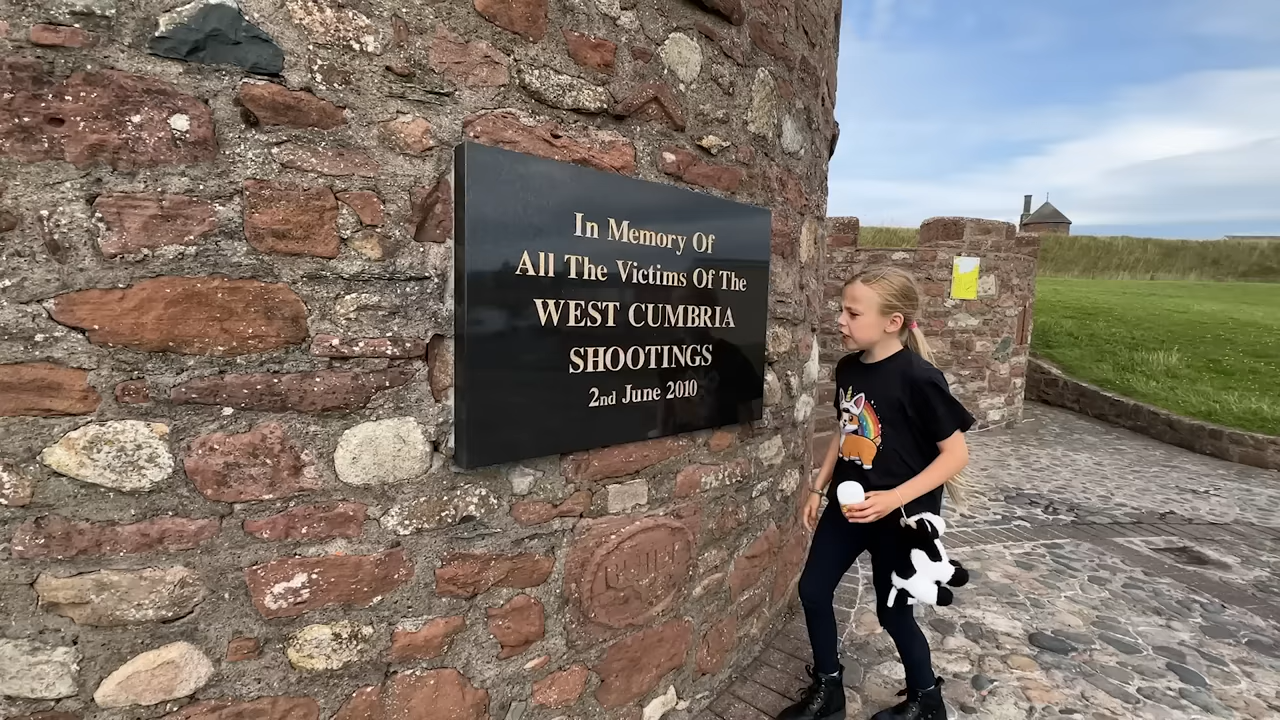 In Memory Of
All The Victims Of The
WEST CUMBRIA
SHOOTINGS
2nd June 2010